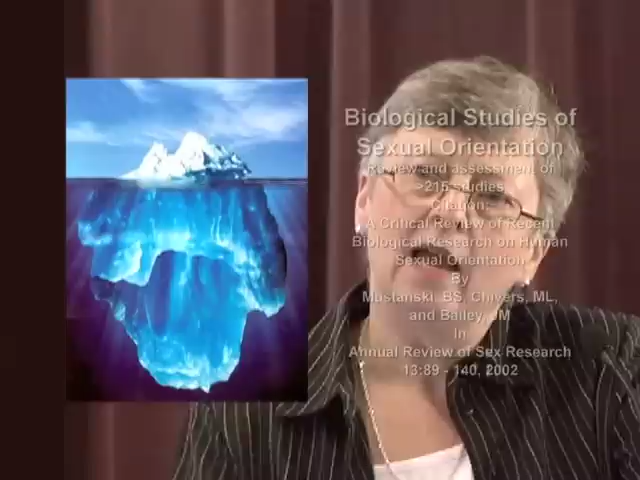 Biological Studies of
Sexual Orientation
Review and assessment of
>215 studies
Citation:
A Critical Review of Recent
Biological Research on Human
Sexual Orientation
By
Mustanski, BS, Chivers, ML,
and Bailey, JM
In
Annual Review of Sex Research
13:89 - 140, 2002